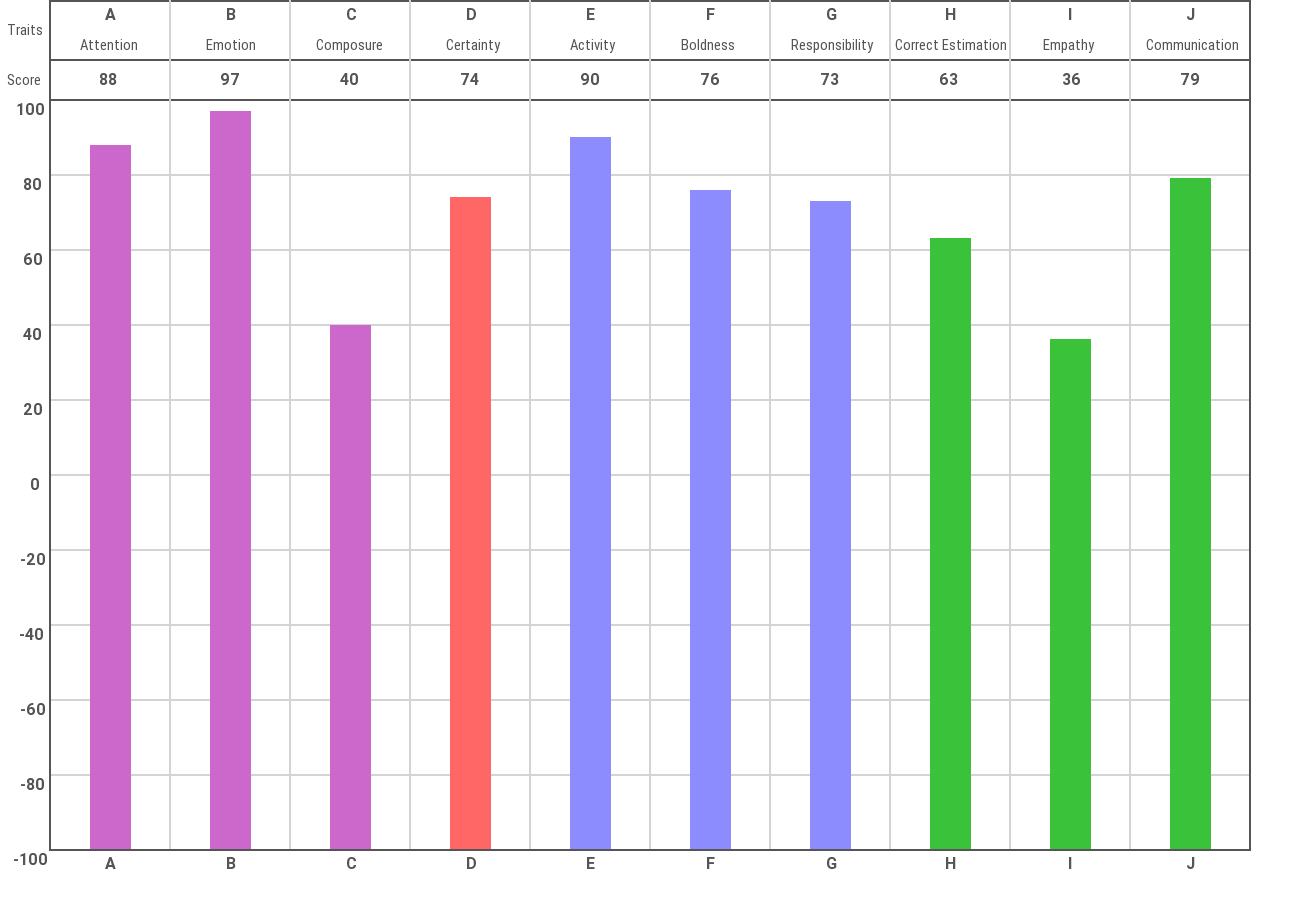 Traits
A B C D E F G H I J
Attention Emotion Composure Certainty Activity Boldness Responsibility Correct Estimation Empathy Communication
Score 88 97 40 74 90 76 73 63 36 79
100
80
60
40
20
0
-20
-40
-60
-80
-100
A B C D E F G H I J